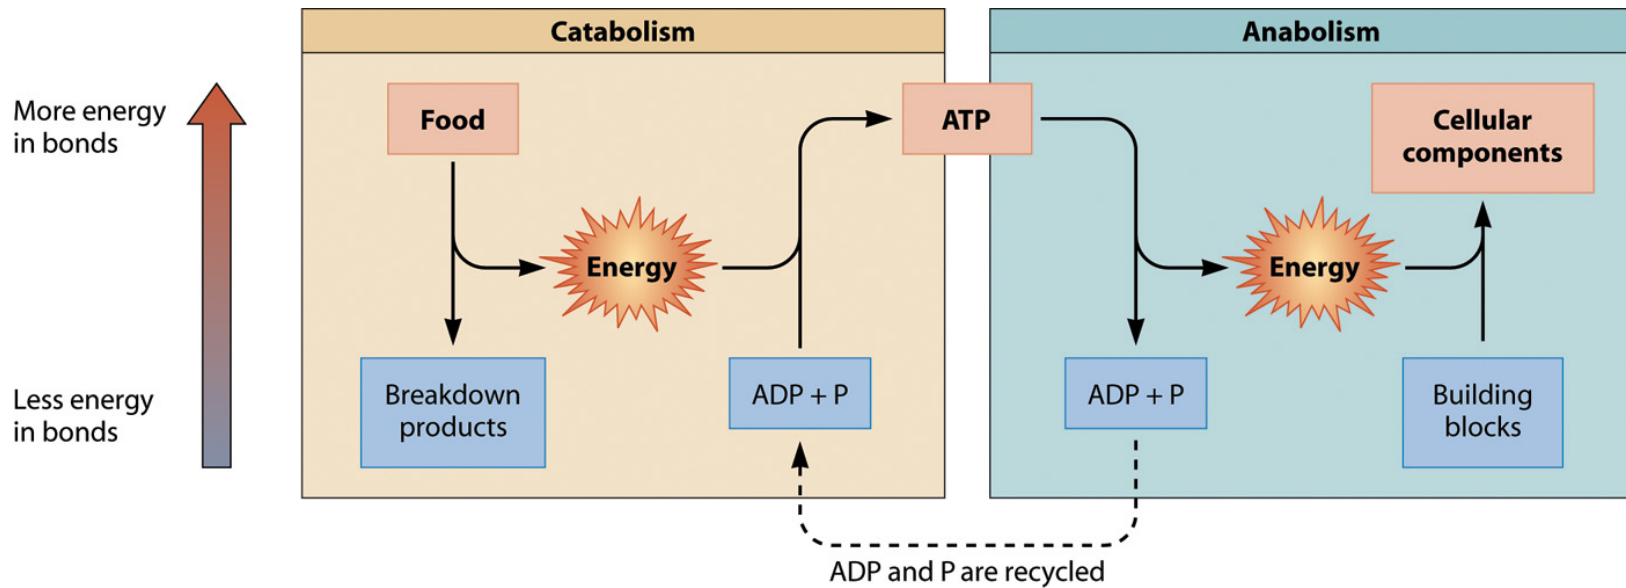 Catabolism
Anabolism
More energy
in bonds
Food
ATP
Cellular
components
Energy
Energy
Less energy
in bonds
Breakdown
products
ADP + P
ADP + P
Building
blocks
ADP and P are recycled